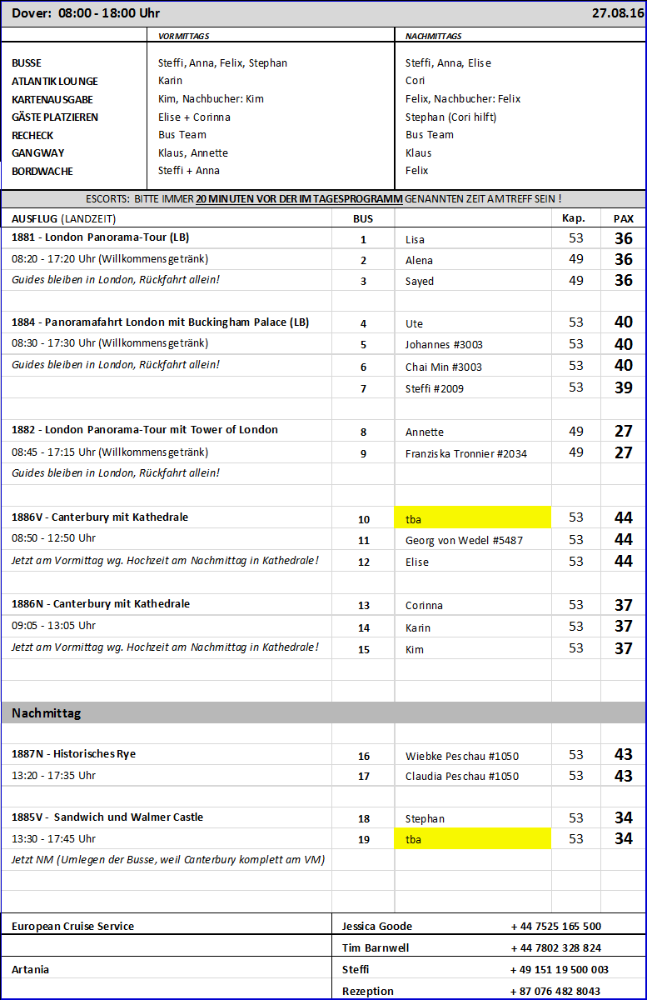 Dover: 08:00 - 18:00 Uhr 27.08.16
VORMITTAGS NACHMITTAGS
BUSSE Steffi, Anna, Felix, Stephan Steffi, Anna, Elise
ATLANTIK LOUNGE Karin Cori
KARTENAUSGABE Kim, Nachbucher: Kim Felix, Nachbucher: Felix
GÄSTE PLATZIEREN Elise + Corinna Stephan (Cori hilft)
RECHECK Bus Team Bus Team
GANGWAY Klaus, Annette Klaus
BORDWACHE Steffi + Anna Felix
ESCORTS: BITTE IMMER 20 MINUTEN VOR DER IM TAGESPROGRAMM GENANNTEN ZEIT AM TREFF SEIN !
AUSFLUG (LANDZEIT) BUS Kap. PAX
1881 - London Panorama-Tour (LB) 1 Lisa 53 36
08:20 - 17:20 Uhr (Willkommensgetränk) 2 Alena 49 36
Guides bleiben in London, Rückfahrt allein! 3 Sayed 49 36
1884 - Panoramafahrt London mit Buckingham Palace (LB) 4 Ute 53 40
08:30 - 17:30 Uhr (Willkommensgetränk) 5 Johannes #3003 53 40
Guides bleiben in London, Rückfahrt allein! 6 Chai Min #3003 53 40
7 Steffi #2009 53 39
1882 - London Panorama-Tour mit Tower of London 8 Annette 49 27
08:45 - 17:15 Uhr (Willkommensgetränk) 9 Franziska Tronnier #2034 49 27
Guides bleiben in London, Rückfahrt allein!
1886V - Canterbury mit Kathedrale 10 tba 53 44
08:50 - 12:50 Uhr 11 Georg von Wedel #5487 53 44
Jetzt am Vormittag wg. Hochzeit am Nachmittag in Kathedrale! 12 Elise 53 44
1886N - Canterbury mit Kathedrale 13 Corinna 53 37
09:05 - 13:05 Uhr 14 Karin 53 37
Jetzt am Vormittag wg. Hochzeit am Nachmittag in Kathedrale! 15 Kim 53 37
Nachmittag
1887N - Historisches Rye 16 Wiebke Peschau #1050 53 43
13:20 - 17:35 Uhr 17 Claudia Peschau #1050 53 43
1885V - Sandwich und Walmer Castle 18 Stephan 53 34
13:30 - 17:45 Uhr 19 tba 53 34
Jetzt NM (Umlegen der Busse, weil Canterbury komplett am VM)
European Cruise Service Jessica Goode + 44 7525 165 500
Tim Barnwell + 44 7802 328 824
Artania Steffi + 49 151 19 500 003
Rezeption + 87 076 482 8043